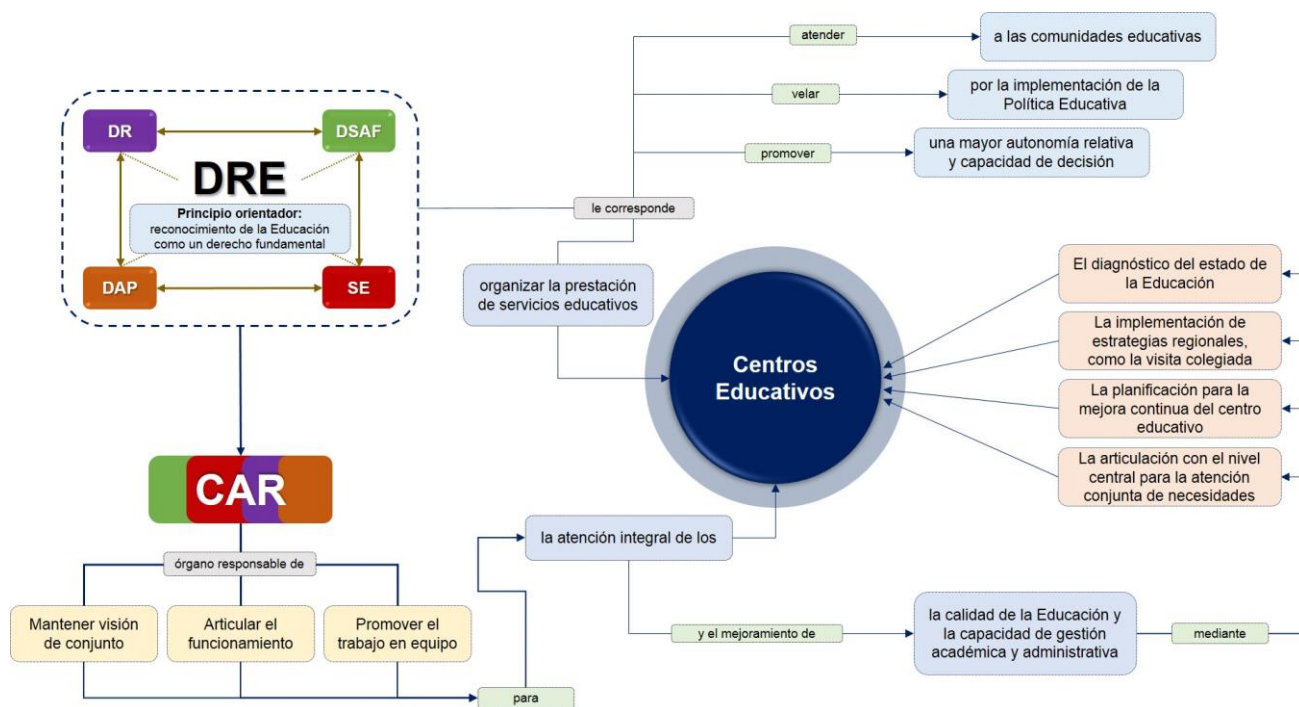 DR
DSAF
DRE
Principio orientador:
reconocimiento de la Educación
como un derecho fundamental
DAP
SE
le corresponde
atender
a las comunidades educativas
velar
por la implementación de la
Política Educativa
promover
una mayor autonomía relativa
y capacidad de decisión
organizar la prestación
de servicios educativos
Centros
Educativos
El diagnóstico del estado de
la Educación
La implementación de
estrategias regionales,
como la visita colegiada
La planificación para la
mejora continua del centro
educativo
La articulación con el nivel
central para la atención
conjunta de necesidades
CAR
órgano responsable de
Mantener visión
de conjunto
Articular el
funcionamiento
Promover el
trabajo en equipo
para
la atención integral de los
y el mejoramiento de
la calidad de la Educación y
la capacidad de gestión
académica y administrativa
mediante